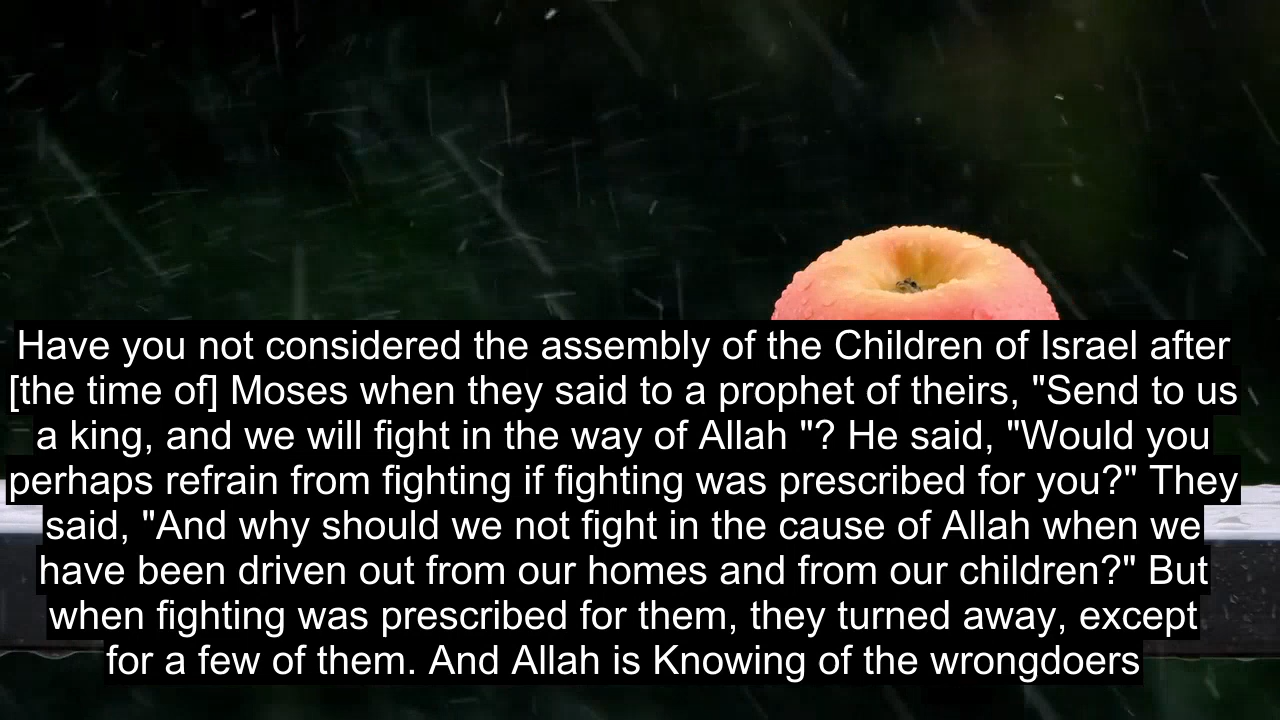 Have you not considered the assembly of the Children of Israel after
[the time of] Moses when they said to a prophet of theirs, "Send to us
a king, and we will fight in the way of Allah "? He said, "Would you
perhaps refrain from fighting if fighting was prescribed for you?" They
said, "And why should we not fight in the cause of Allah when we
have been driven out from our homes and from our children?" But
when fighting was prescribed for them, they turned away, except
for a few of them. And Allah is Knowing of the wrongdoers